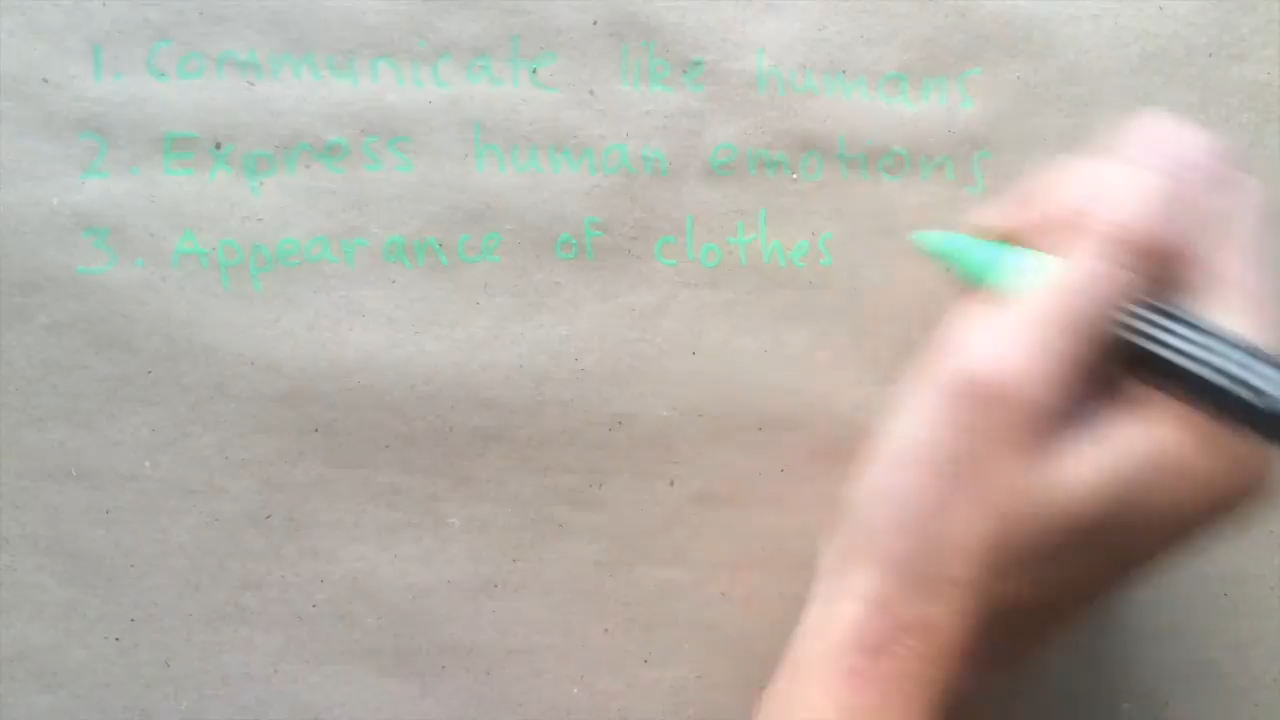 1. Communicate like humans
2. Express human emotions
3. Appearance of clothes